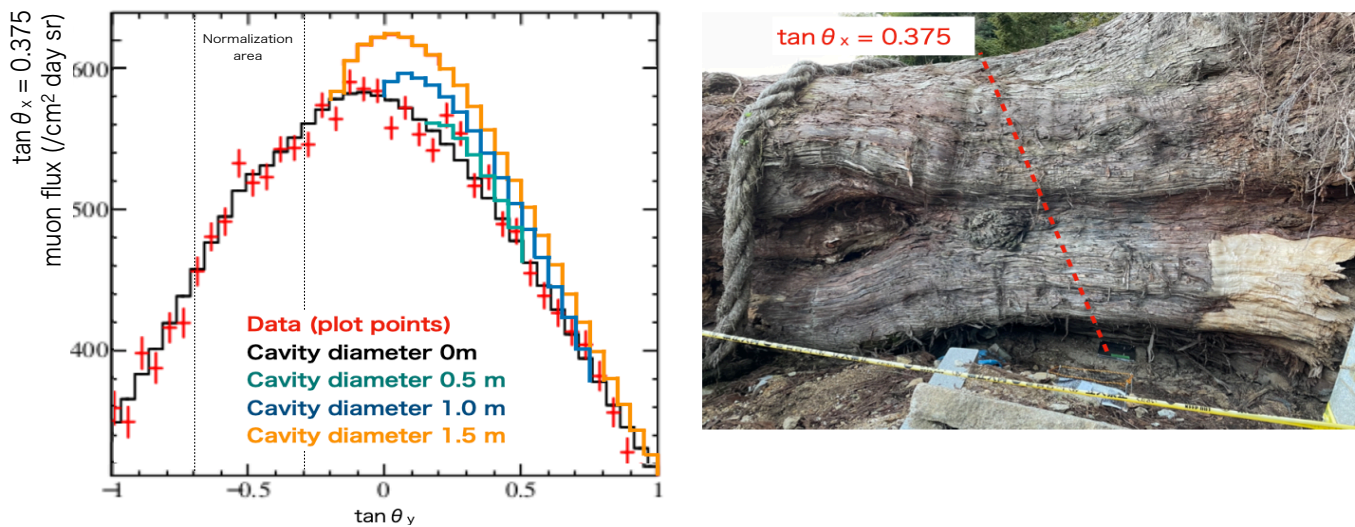 tan θx = 0.375
muon flux (/cm² day sr)
Normalization
area
600
500
400
Data (plot points)
Cavity diameter 0m
Cavity diameter 0.5 m
Cavity diameter 1.0 m
Cavity diameter 1.5 m
-1
-0.5
0
0.5
1
tan θy
tan θx = 0.375